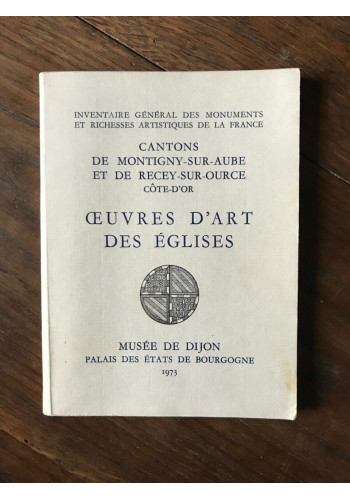 INVENTAIRE GÉNÉRAL DES MONUMENTS
ET RICHESSES ARTISTIQUES DE LA FRANCE
CANTONS
DE MONTIGNY-SUR-AUBE
ET DE RECEY-SUR-OURCE
CÔTE-D'OR
ŒUVRES D'ART
DES ÉGLISES
MUSÉE DE DIJON
PALAIS DES ÉTATS DE BOURGOGNE
1973